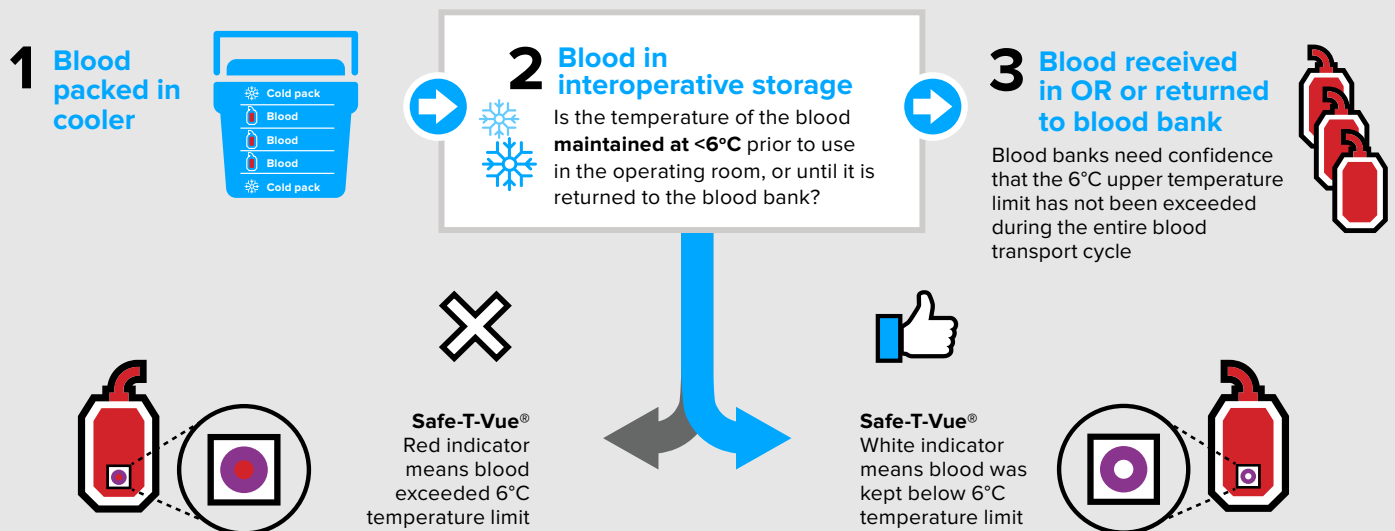 1 Blood
packed in
cooler
Cold pack
Blood
Blood
Blood
Cold pack
2 Blood in
interoperative storage
Is the temperature of the blood
maintained at <6ºC prior to use
in the operating room, or until it is
returned to the blood bank?
3 Blood received
in OR or returned
to blood bank
Blood banks need confidence
that the 6°C upper temperature
limit has not been exceeded
during the entire blood
transport cycle
Safe-T-Vue®
Red indicator
means blood
exceeded 6°C
temperature limit
Safe-T-Vue®
White indicator
means blood was
kept below 6°C
temperature limit